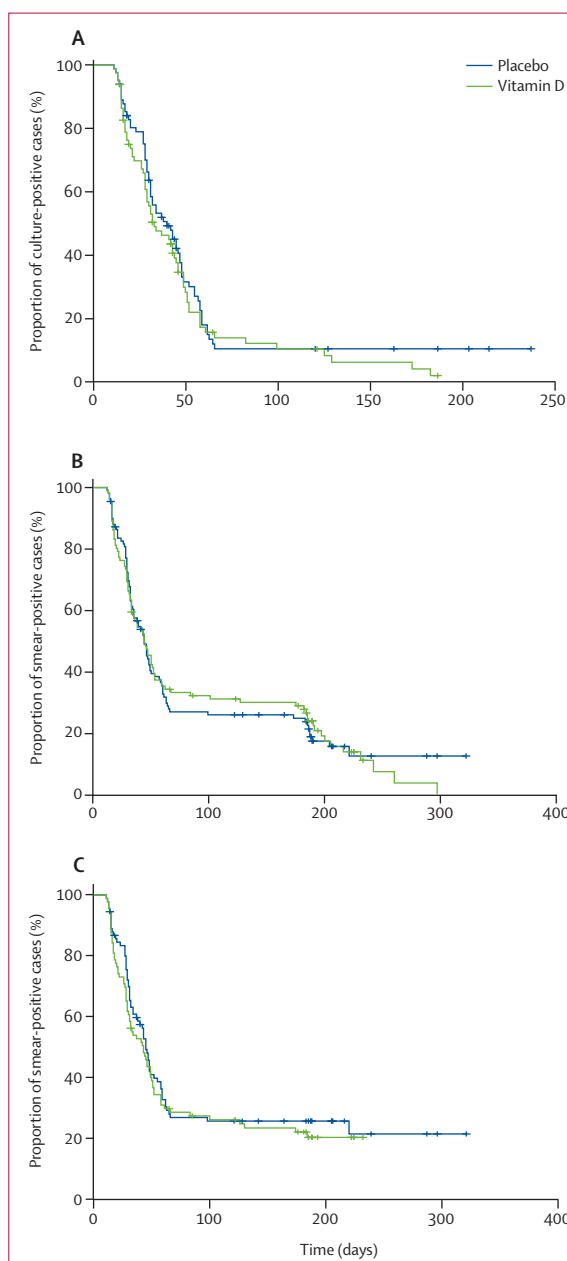 A
Placebo
Vitamin D
Proportion of culture-positive cases (%)
100
80
60
40
20
0
0 50 100 150 200 250
B
Proportion of smear-positive cases (%)
100
80
60
40
20
0
0 100 200 300 400
C
Proportion of smear-positive cases (%)
100
80
60
40
20
0
0 100 200 300 400
Time (days)